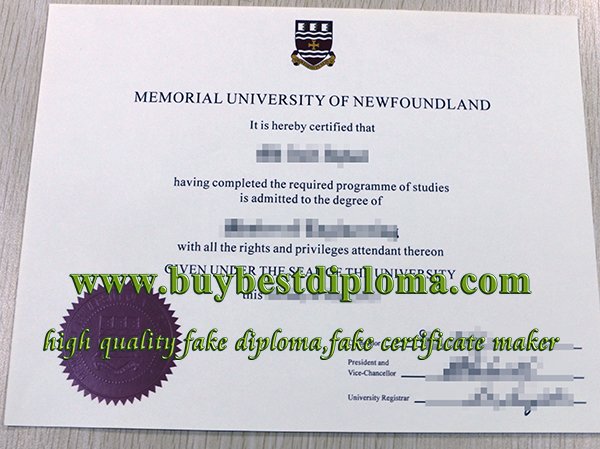 MEMORIAL UNIVERSITY OF NEWFOUNDLAND
It is hereby certified that
having completed the required programme of studies
is admitted to the degree of
with all the rights and privileges attendant thereon
GIVEN UNDER THE SEAL OF THE UNIVERSITY
www.buybestdiploma.com
this
high quality fake diploma,fake certificate maker
President and
Vice-Chancellor
University Registrar